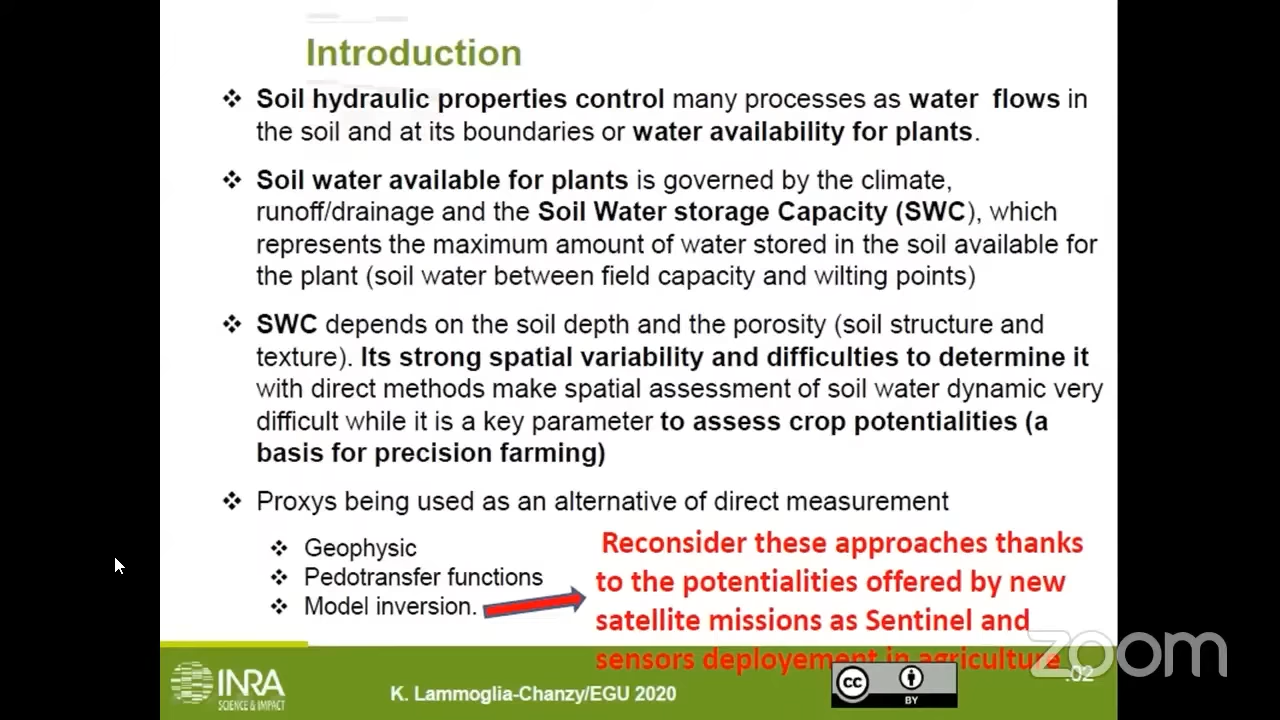 Introduction
❖ Soil hydraulic properties control many processes as water flows in
the soil and at its boundaries or water availability for plants.
❖ Soil water available for plants is governed by the climate,
runoff/drainage and the Soil Water storage Capacity (SWC), which
represents the maximum amount of water stored in the soil available for
the plant (soil water between field capacity and wilting points)
❖ SWC depends on the soil depth and the porosity (soil structure and
texture). Its strong spatial variability and difficulties to determine it
with direct methods make spatial assessment of soil water dynamic very
difficult while it is a key parameter to assess crop potentialities (a
basis for precision farming)
❖ Proxys being used as an alternative of direct measurement
❖ Geophysic
❖ Pedotransfer functions
❖ Model inversion.
Reconsider these approaches thanks
to the potentialities offered by new
satellite missions as Sentinel and
sensors deployement in agriculture
zoom
INRA
SCIENCE & IMPACT
K. Lammoglia-Chanzy/EGU 2020
cc
BY
.02